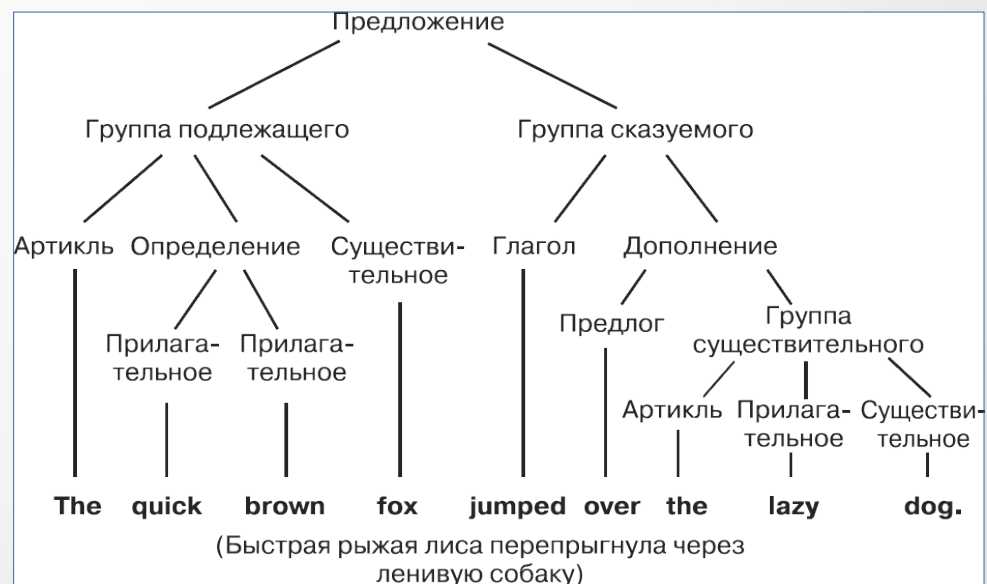 Предложение
Группа подлежащего Группа сказуемого
Артикль Определение Существи-
тельное Глагол Дополнение
Прилага-
тельное Прилага-
тельное Предлог Группа
существительного
Артикль Прилага-
тельное Существи-
тельное
The quick brown fox jumped over the lazy dog.
(Быстрая рыжая лиса перепрыгнула через
ленивую собаку)